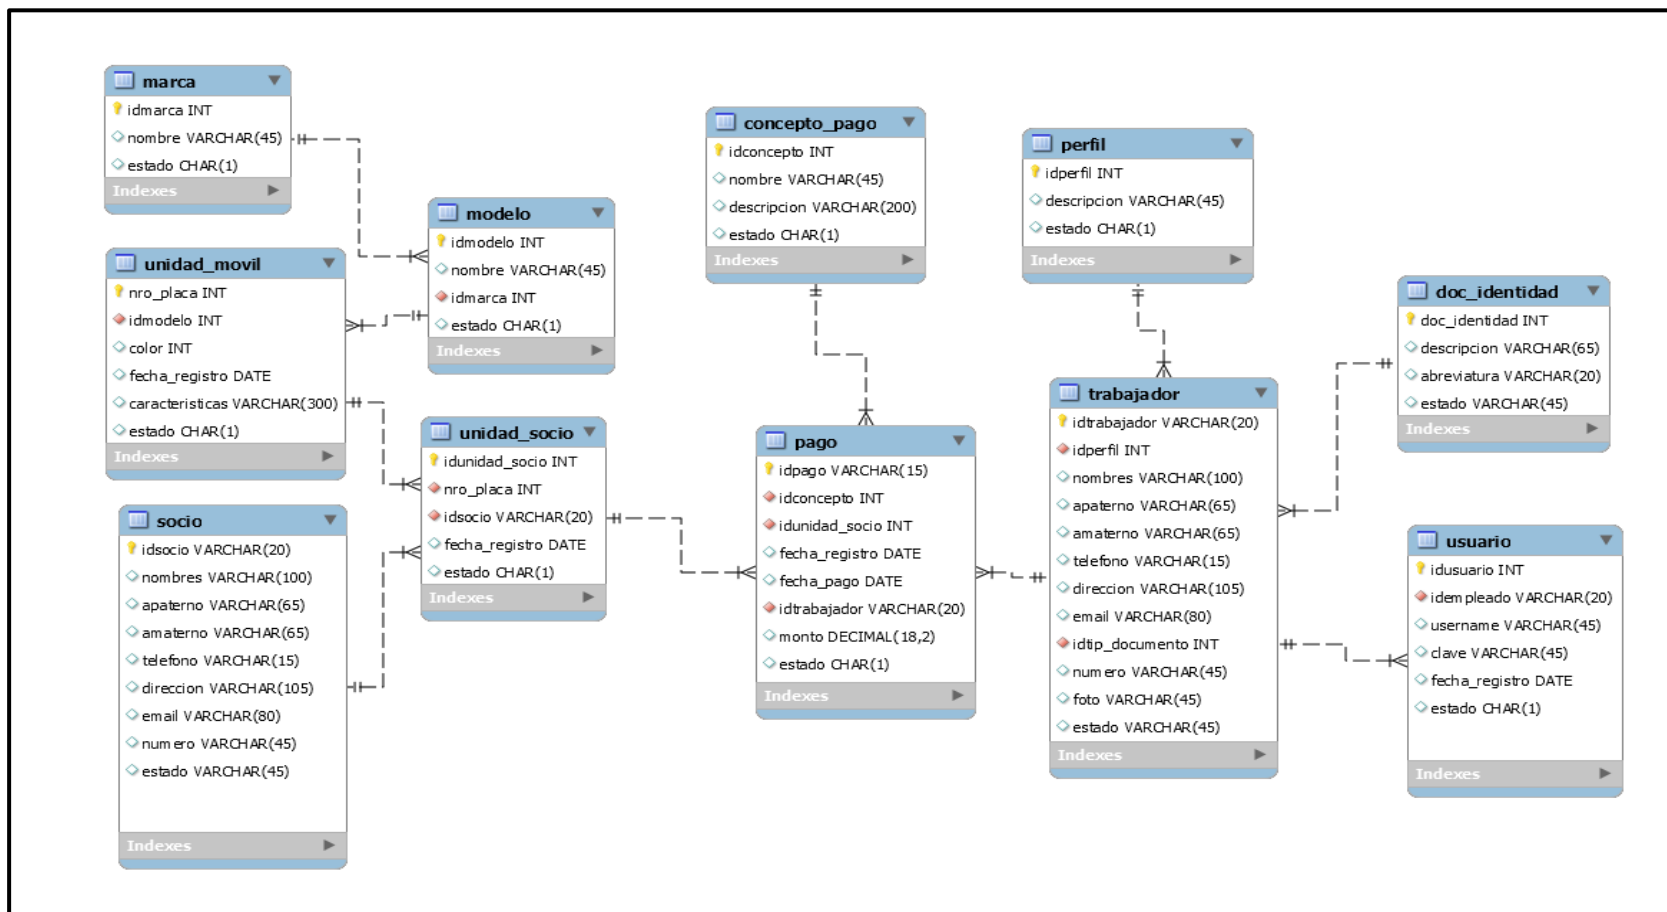 marca
idmarca INT
nombre VARCHAR(45)
estado CHAR(1)
Indexes
unidad_movil
nro_placa INT
idmodelo INT
color INT
fecha_registro DATE
caracteristicas VARCHAR(300)
estado CHAR(1)
Indexes
socio
idsocio VARCHAR(20)
nombres VARCHAR(100)
apaterno VARCHAR(65)
amaterno VARCHAR(65)
telefono VARCHAR(15)
direccion VARCHAR(105)
email VARCHAR(80)
numero VARCHAR(45)
estado VARCHAR(45)
Indexes
modelo
idmodelo INT
nombre VARCHAR(45)
idmarca INT
estado CHAR(1)
Indexes
unidad_socio
idunidad_socio INT
nro_placa INT
idsocio VARCHAR(20)
fecha_registro DATE
estado CHAR(1)
Indexes
concepto_pago
idconcepto INT
nombre VARCHAR(45)
descripcion VARCHAR(200)
estado CHAR(1)
Indexes
pago
idpago VARCHAR(15)
idconcepto INT
idunidad_socio INT
fecha_registro DATE
fecha_pago DATE
idtrabajador VARCHAR(20)
monto DECIMAL(18,2)
estado CHAR(1)
Indexes
perfil
idperfil INT
descripcion VARCHAR(45)
estado CHAR(1)
Indexes
trabajador
idtrabajador VARCHAR(20)
idperfil INT
nombres VARCHAR(100)
apaterno VARCHAR(65)
amaterno VARCHAR(65)
telefono VARCHAR(15)
direccion VARCHAR(105)
email VARCHAR(80)
idtip_documento INT
numero VARCHAR(45)
foto VARCHAR(45)
estado VARCHAR(45)
Indexes
doc_identidad
doc_identidad INT
descripcion VARCHAR(65)
abreviatura VARCHAR(20)
estado VARCHAR(45)
Indexes
usuario
idusuario INT
idempleado VARCHAR(20)
username VARCHAR(45)
clave VARCHAR(45)
fecha_registro DATE
estado CHAR(1)
Indexes